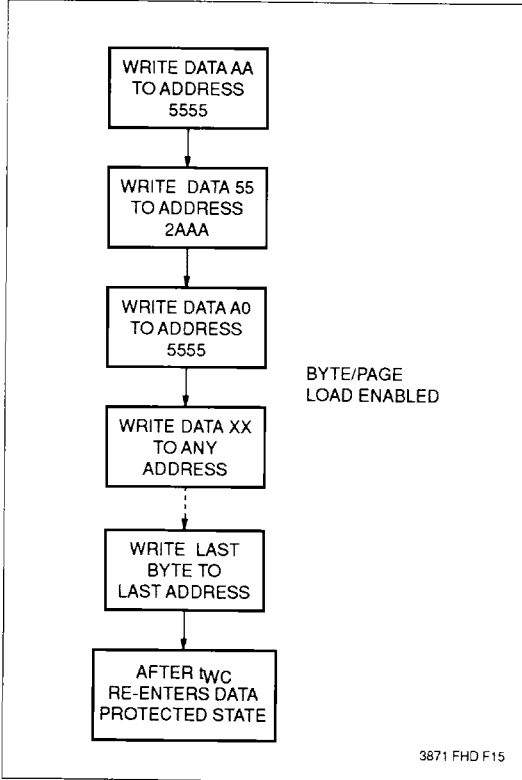 WRITE DATA AA
TO ADDRESS
5555
WRITE DATA 55
TO ADDRESS
2AAA
WRITE DATA A0
TO ADDRESS
5555
BYTE/PAGE
LOAD ENABLED
WRITE DATA XX
TO ANY
ADDRESS
WRITE LAST
BYTE TO
LAST ADDRESS
AFTER tWC
RE-ENTERS DATA
PROTECTED STATE
3871 FHD F15